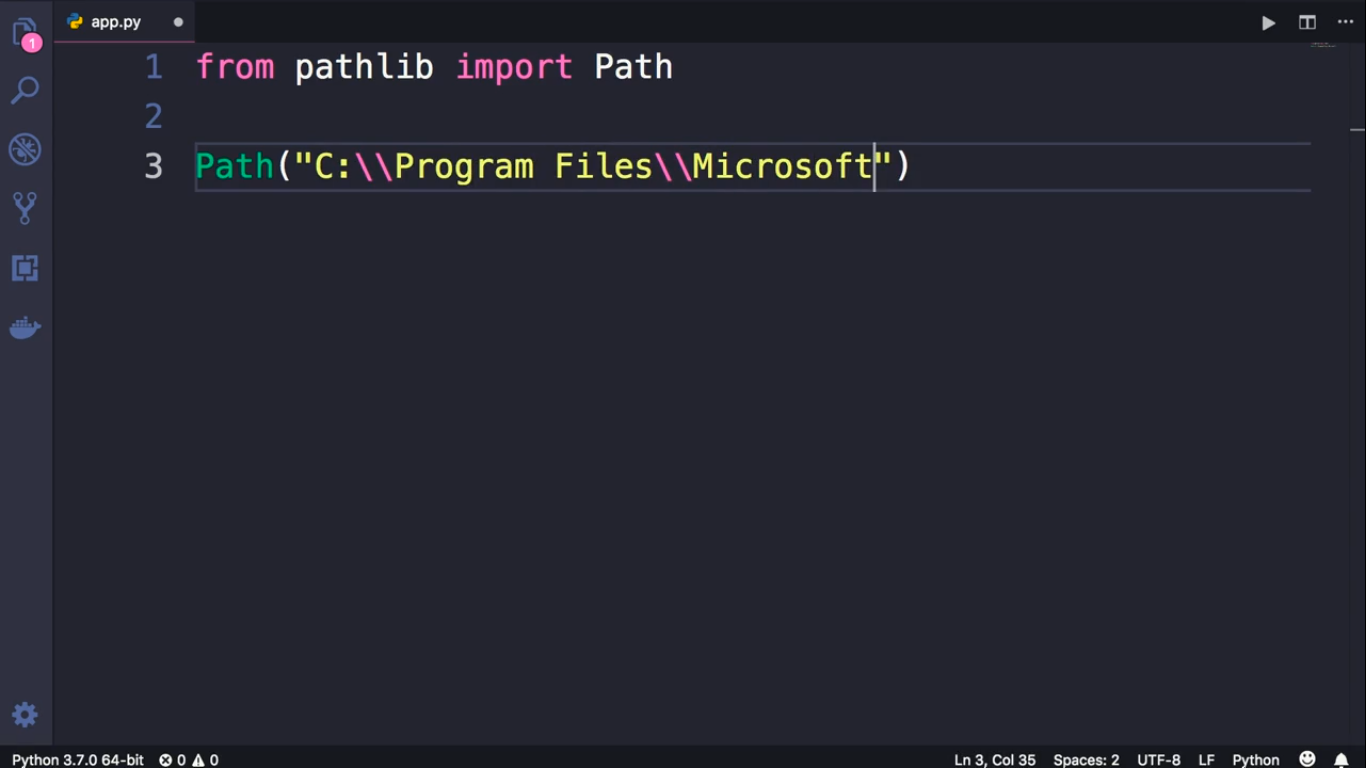 app.py
1
1 from pathlib import Path
2
3 Path("C:\\Program Files\\Microsoft")
Python 3.7.0 64-bit 0 0 Ln 3, Col 35 Spaces: 2 UTF-8 LF Python